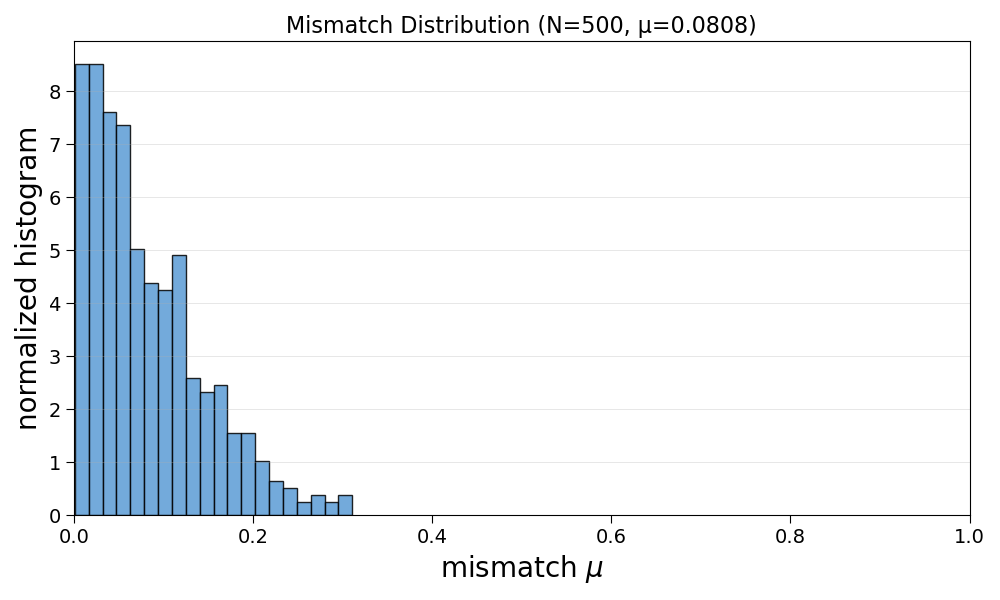 Mismatch Distribution (N=500, μ=0.0808)
normalized histogram
8
7
6
5
4
3
2
1
0
0.0 0.2 0.4 0.6 0.8 1.0
mismatch μ